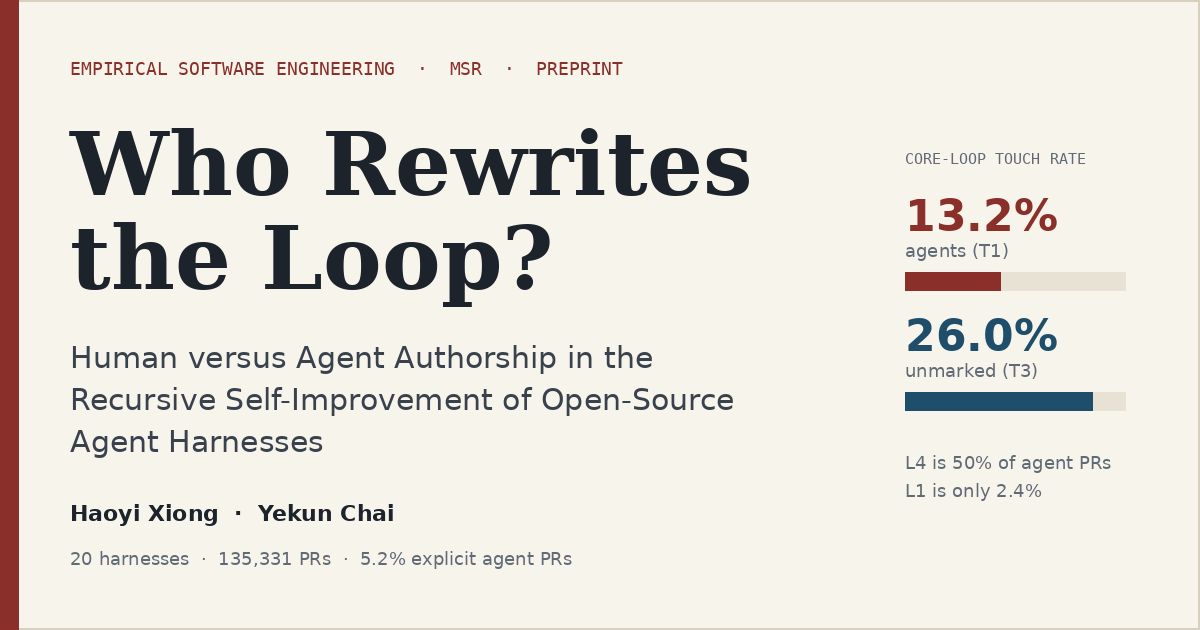 EMPIRICAL SOFTWARE ENGINEERING · MSR · PREPRINT
Who Rewrites
the Loop?
Human versus Agent Authorship in the
Recursive Self-Improvement of Open-Source
Agent Harnesses
Haoyi Xiong · Yekun Chai
20 harnesses · 135,331 PRs · 5.2% explicit agent PRs
CORE-LOOP TOUCH RATE
13.2%
agents (T1)
26.0%
unmarked (T3)
L4 is 50% of agent PRs
L1 is only 2.4%